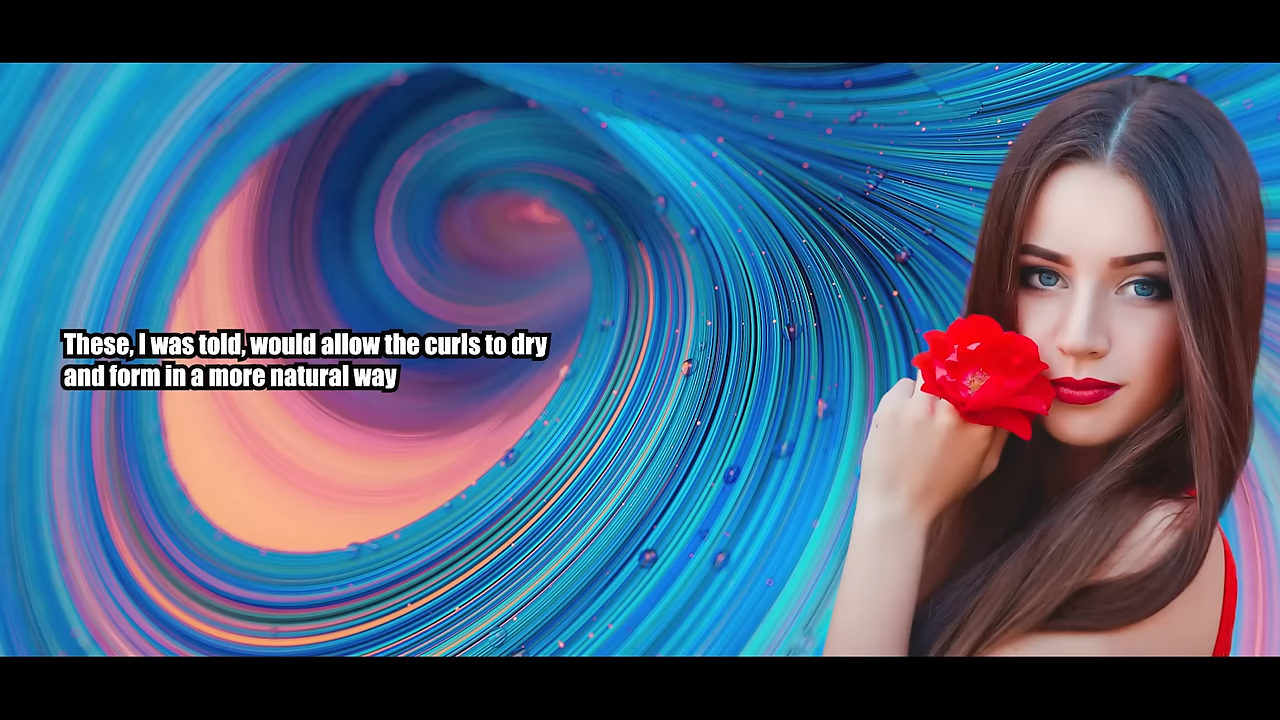 These, I was told, would allow the curls to dry
and form in a more natural way